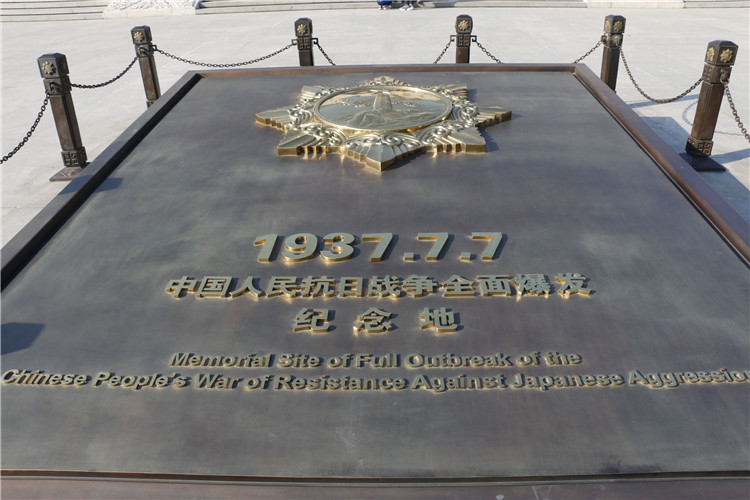 1937.7.7
中国人民抗日战争全面爆发
纪念地
Memorial Site of Full Outbreak of the
Chinese People's War of Resistance Against Japanese Aggression